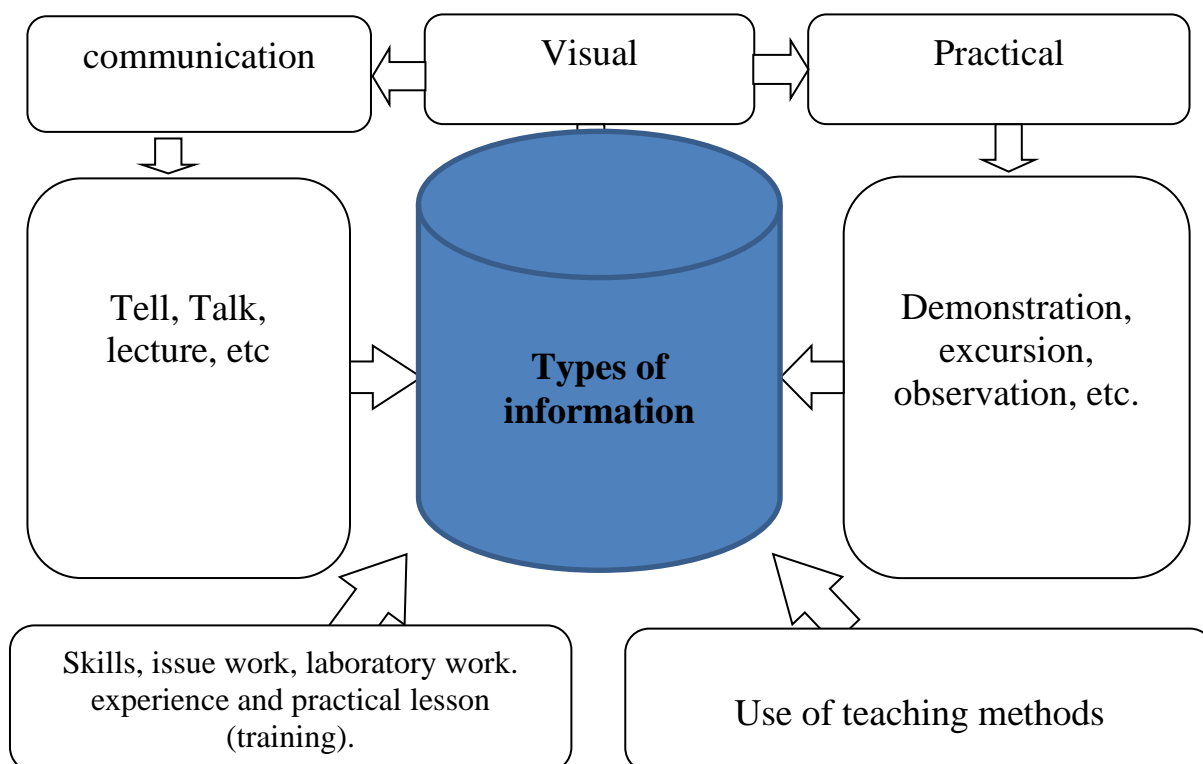 communication
Visual
Practical
Tell, Talk,
lecture, etc
Types of
information
Demonstration,
excursion,
observation, etc.
Skills, issue work, laboratory work.
experience and practical lesson
(training).
Use of teaching methods